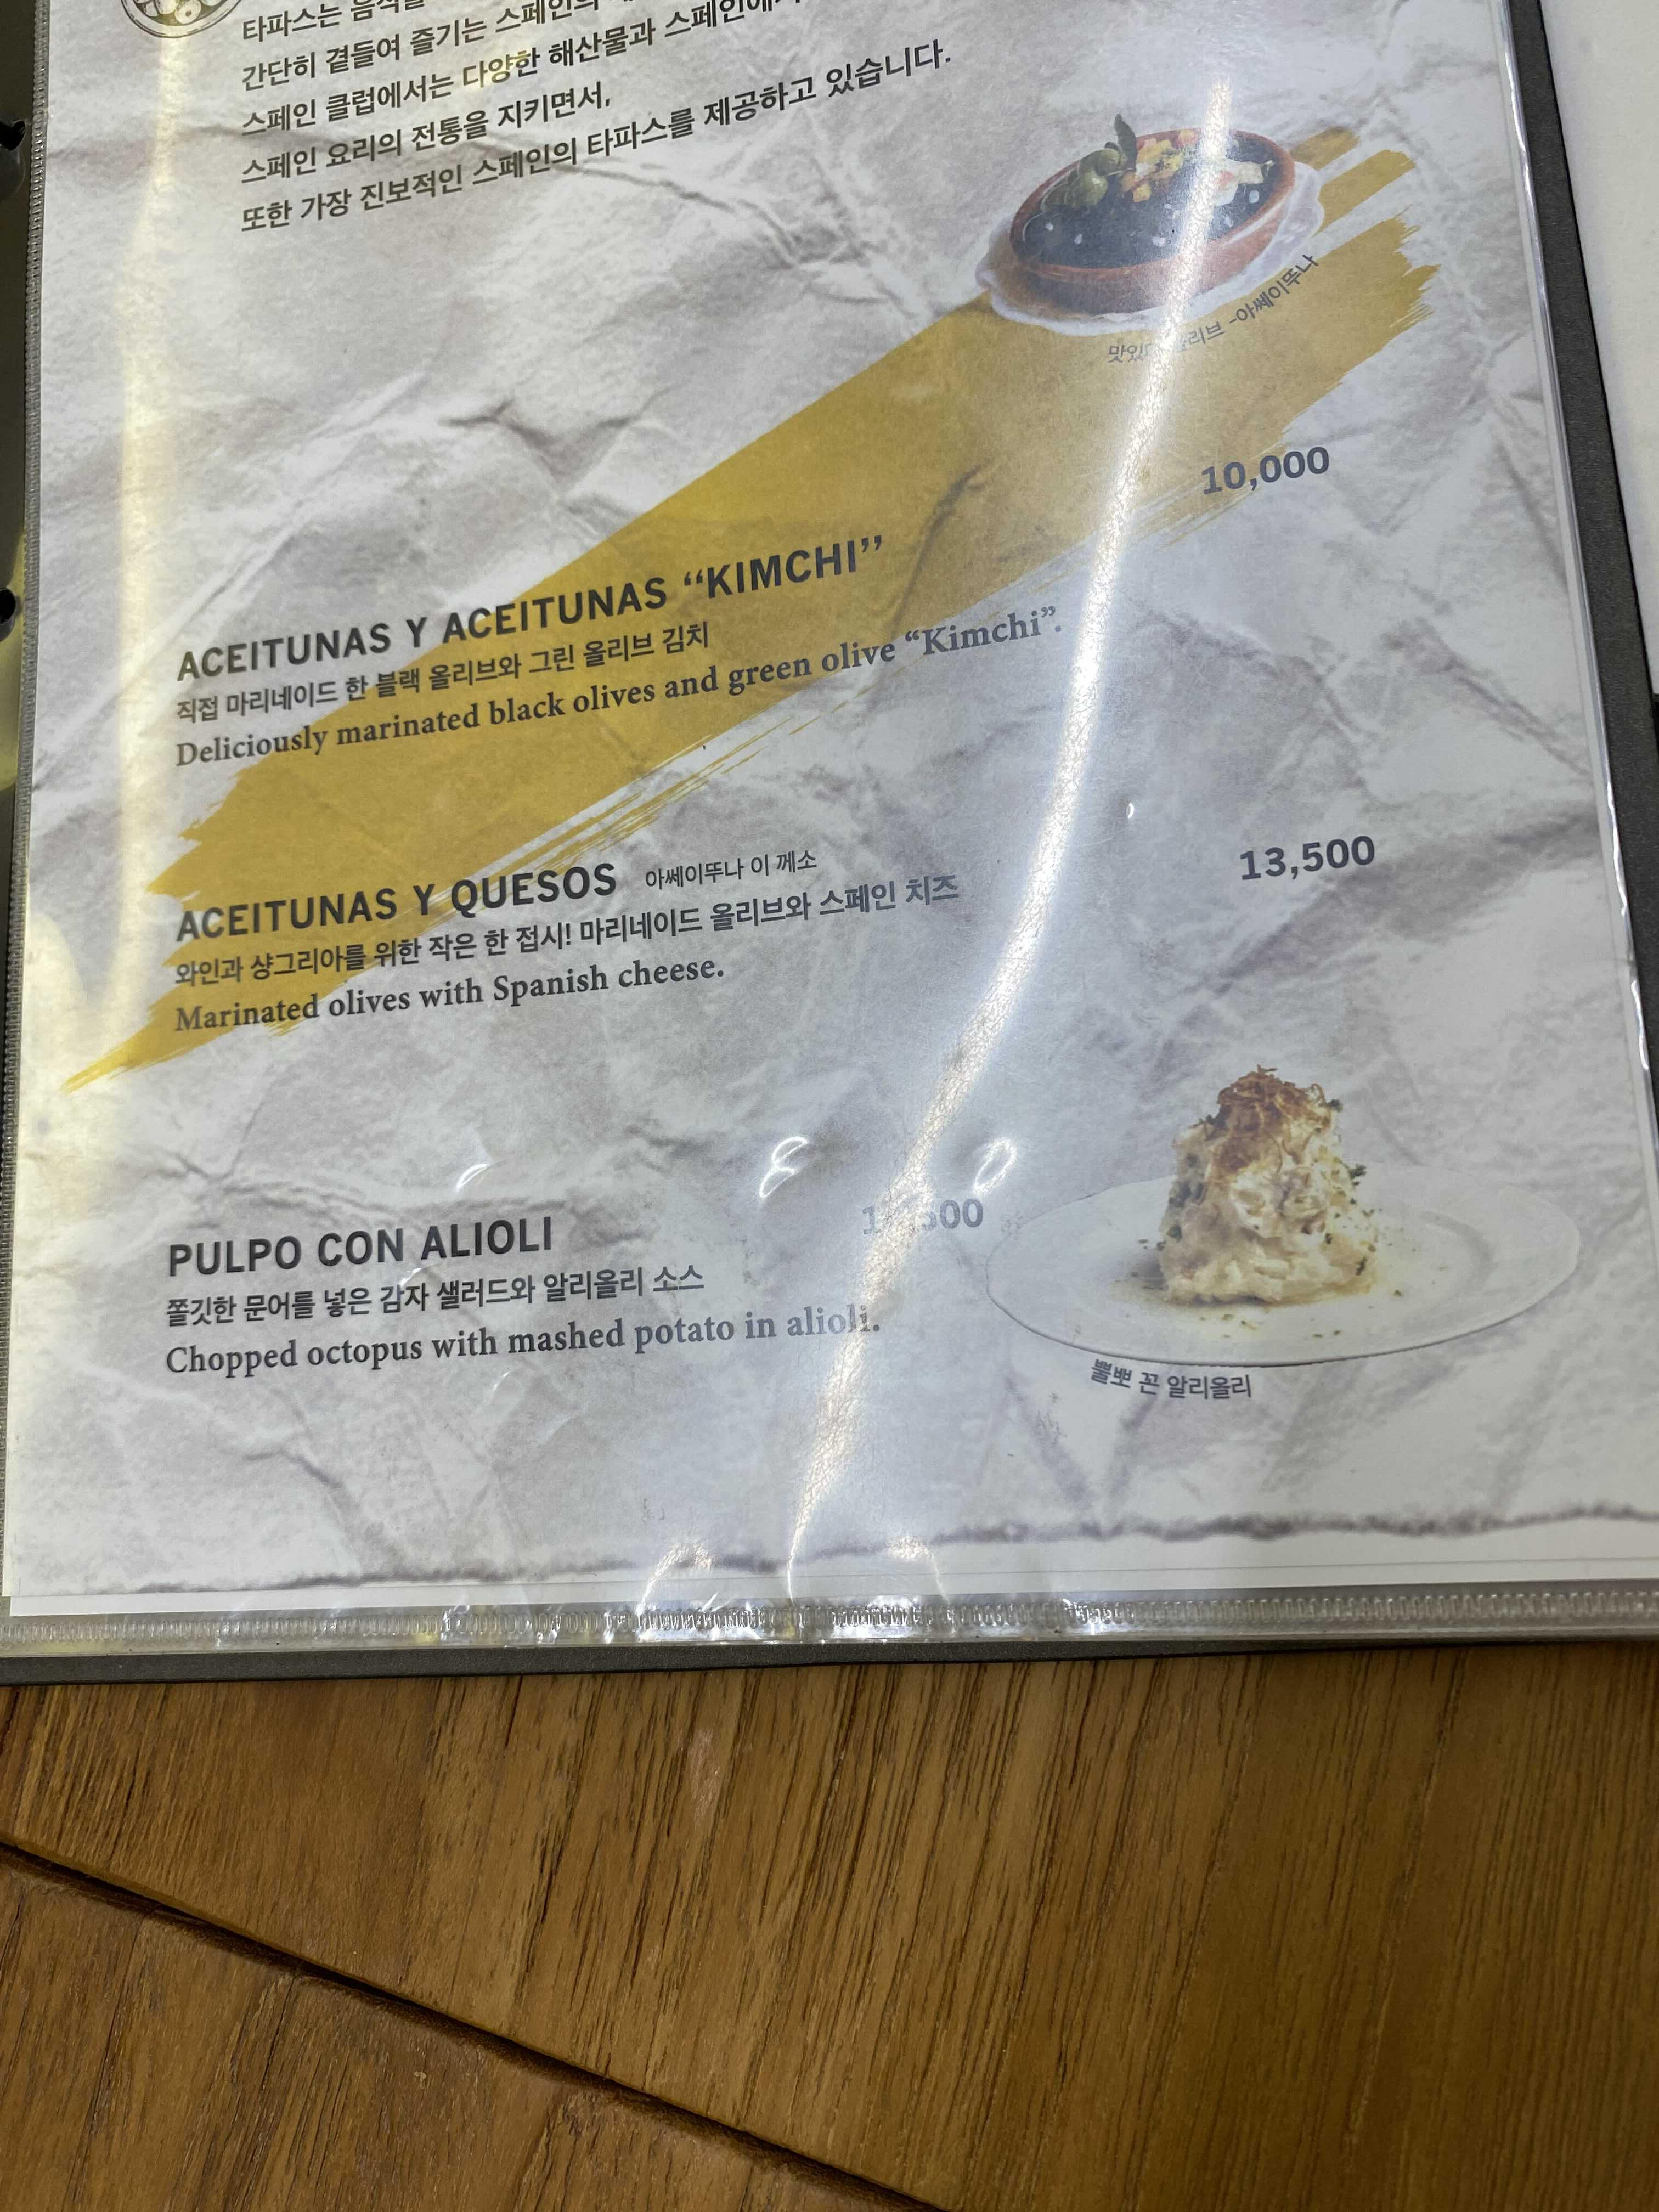 타파스는 음식을
간단히 곁들여 즐기는 스페인의
스페인 클럽에서는 다양한 해산물과 스페인에서
스페인 요리의 전통을 지키면서,
또한 가장 진보적인 스페인의 타파스를 제공하고 있습니다.
-아쎄이뚜나
10,000
ACEITUNAS Y ACEITUNAS “KIMCHI”
직접 마리네이드 한 블랙 올리브와 그린 올리브 김치
Deliciously marinated black olives and green olive “Kimchi”.
ACEITUNAS Y QUESOS 아쎄이뚜나 이 께소 13,500
와인과 샹그리아를 위한 작은 한 접시! 마리네이드 올리브와 스페인 치즈
Marinated olives with Spanish cheese.
PULPO CON ALIOLI
쫄깃한 문어를 넣은 감자 샐러드와 알리올리 소스
Chopped octopus with mashed potato in alioli.
뿔뽀 꼰 알리올리